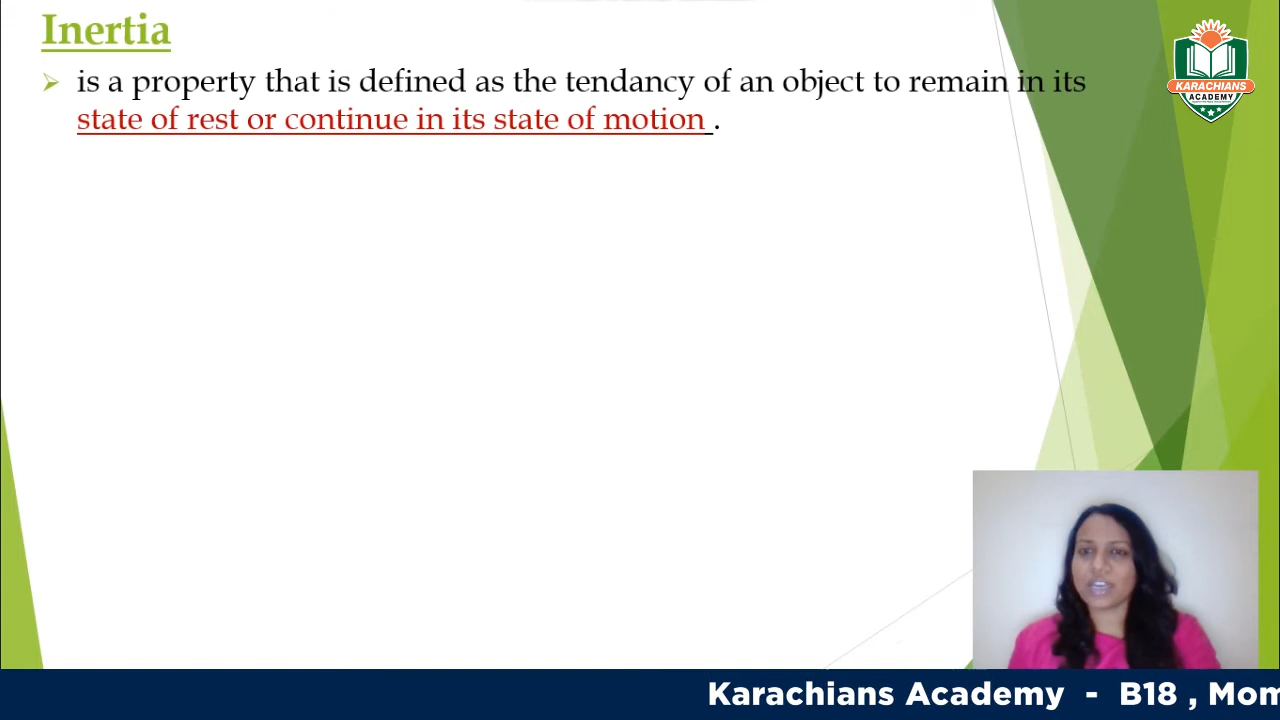 Inertia
is a property that is defined as the tendancy of an object to remain in its
state of rest or continue in its state of motion .
KARACHIANS
ACADEMY
Karachians Academy - B18 , Mom